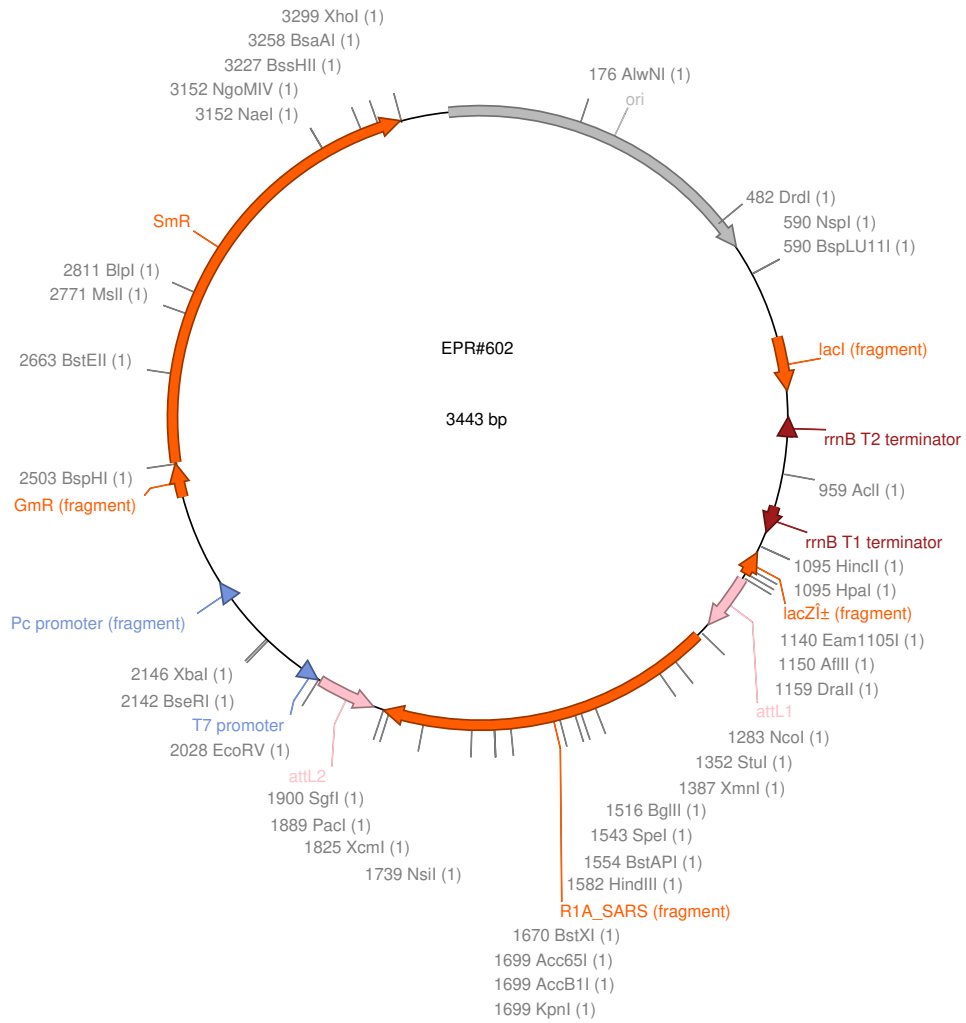 3299 XhoI (1)
3258 BsaAI (1)
3227 BssHII (1)
3152 NgoMIV (1)
3152 NaeI (1)
176 AlwNI (1)
ori
482 DrdI (1)
590 NspI (1)
590 BspLU11I (1)
SmR
2811 BlpI (1)
2771 MslI (1)
2663 BstEII (1)
EPR#602
3443 bp
lacI (fragment)
rrnB T2 terminator
2503 BspHI (1)
GmR (fragment)
959 AclI (1)
rrnB T1 terminator
1095 HincII (1)
1095 HpaI (1)
lacZÎ± (fragment)
Pc promoter (fragment)
1140 Eam1105I (1)
1150 AflII (1)
1159 DraII (1)
attL1
2146 XbaI (1)
2142 BseRI (1)
T7 promoter
2028 EcoRV (1)
attL2
1283 NcoI (1)
1352 StuI (1)
1387 XmnI (1)
1900 SgfI (1)
1889 PacI (1)
1825 XcmI (1)
1739 NsiI (1)
1516 BglII (1)
1543 SpeI (1)
1554 BstAPI (1)
1582 HindIII (1)
R1A_SARS (fragment)
1670 BstXI (1)
1699 Acc65I (1)
1699 AccB1I (1)
1699 KpnI (1)